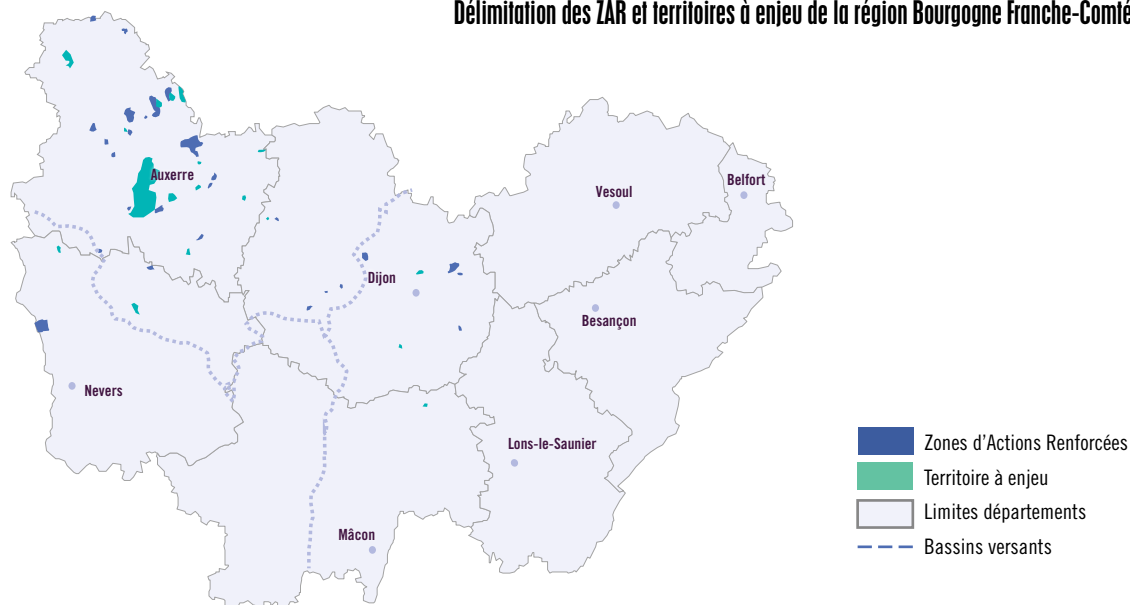 Délimitation des ZAR et territoires à enjeu de la région Bourgogne Franche-Comté
Auxerre
Vesoul
Belfort
Dijon
Besançon
Nevers
Lons-le-Saunier
Mâcon
Zones d'Actions Renforcées
Territoire à enjeu
Limites départements
Bassins versants